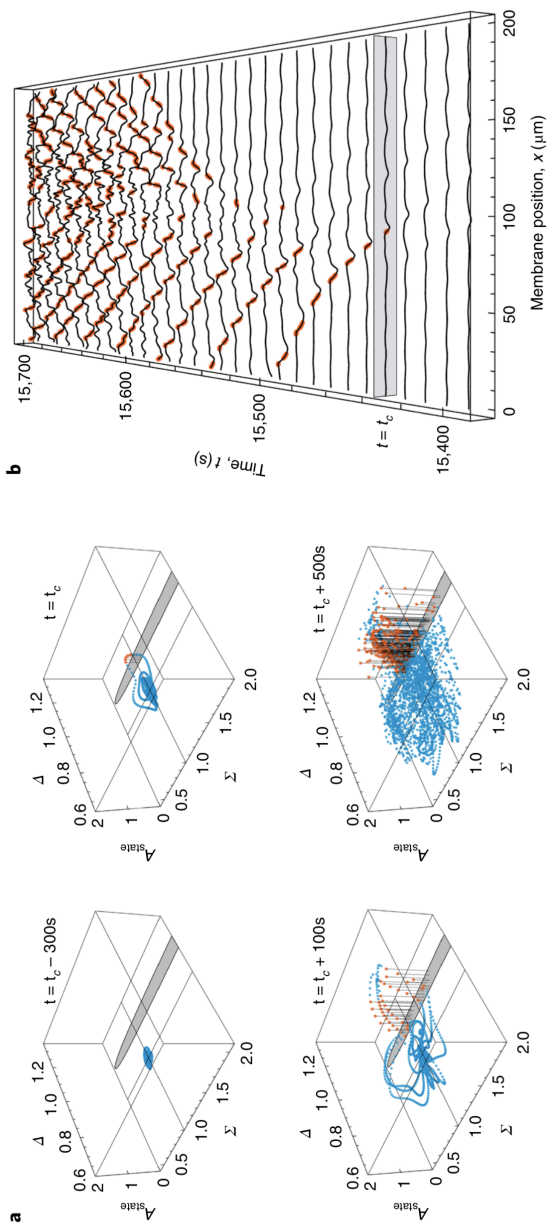 a
t = t_c − 300s
Δ
1.2
1.0
0.8
0.6
2
1
0
A_state
0.5
1.0
1.5
2.0
Σ
t = t_c
Δ
1.2
1.0
0.8
0.6
2
1
0
A_state
0.5
1.0
1.5
2.0
Σ
t = t_c + 100s
Δ
1.2
1.0
0.8
0.6
2
1
0
A_state
0.5
1.0
1.5
2.0
Σ
t = t_c + 500s
Δ
1.2
1.0
0.8
0.6
2
1
0
A_state
0.5
1.0
1.5
2.0
Σ
b
15,700
15,600
15,500
15,400
Time, t (s)
t = t_c
0
50
100
150
200
Membrane position, x (μm)